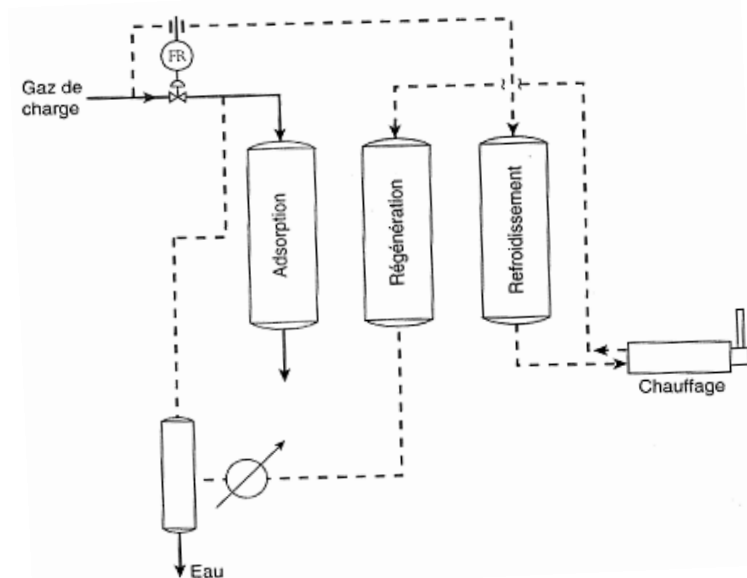 FR
Gaz de
charge
Adsorption
Régénération
Refroidissement
Chauffage
Eau